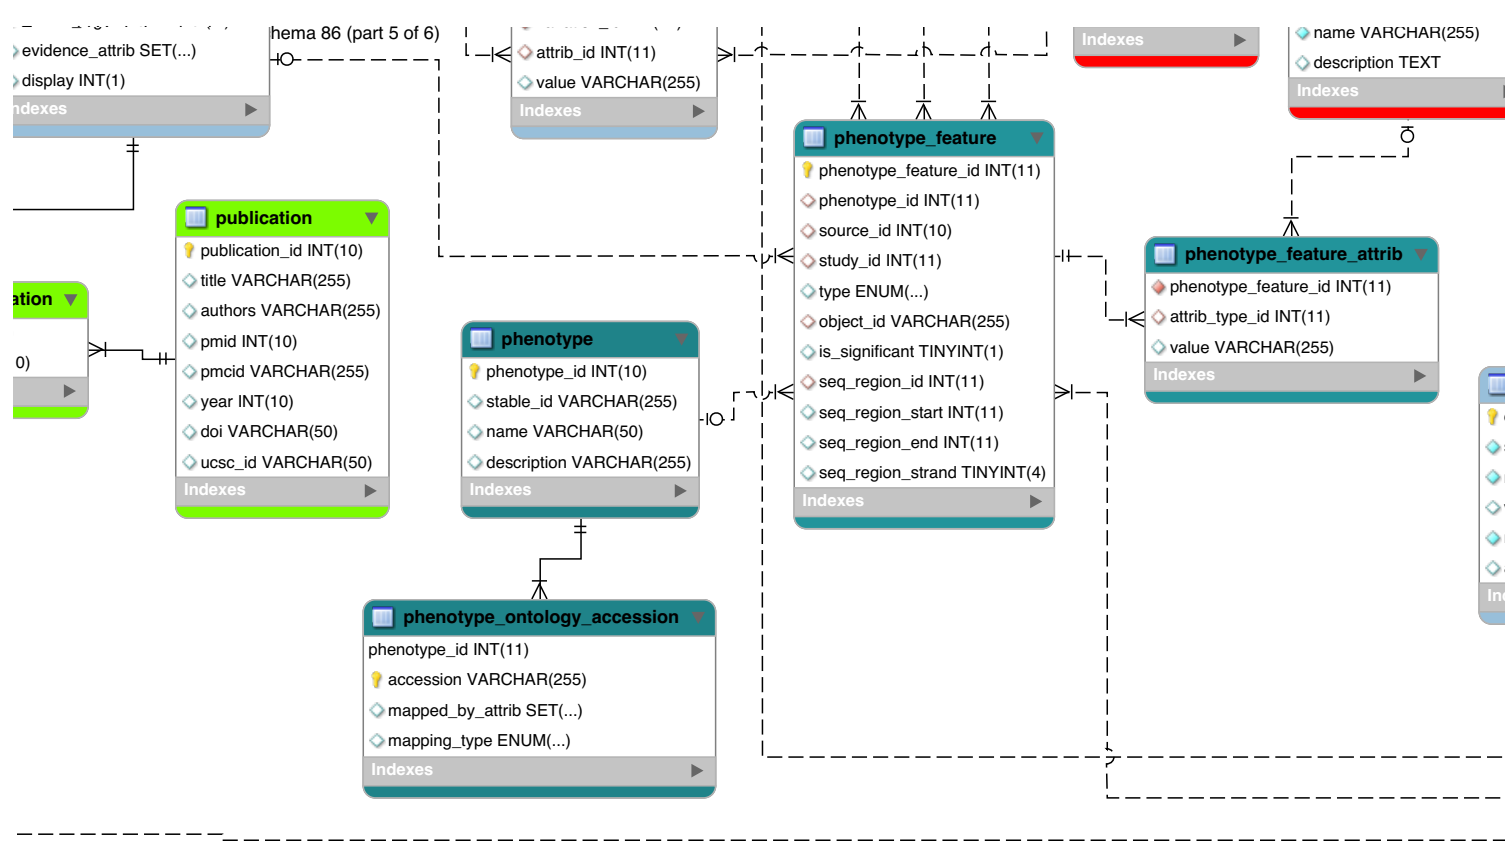 hema 86 (part 5 of 6)
evidence_attrib SET(...)
display INT(1)
ndexes
attrib_id INT(11)
value VARCHAR(255)
Indexes
Indexes
name VARCHAR(255)
description TEXT
Indexes
publication
publication_id INT(10)
title VARCHAR(255)
authors VARCHAR(255)
pmid INT(10)
pmcid VARCHAR(255)
year INT(10)
doi VARCHAR(50)
ucsc_id VARCHAR(50)
Indexes
ation
0)
phenotype
phenotype_id INT(10)
stable_id VARCHAR(255)
name VARCHAR(50)
description VARCHAR(255)
Indexes
phenotype_feature
phenotype_feature_id INT(11)
phenotype_id INT(11)
source_id INT(10)
study_id INT(11)
type ENUM(...)
object_id VARCHAR(255)
is_significant TINYINT(1)
seq_region_id INT(11)
seq_region_start INT(11)
seq_region_end INT(11)
seq_region_strand TINYINT(4)
Indexes
phenotype_feature_attrib
phenotype_feature_id INT(11)
attrib_type_id INT(11)
value VARCHAR(255)
Indexes
phenotype_ontology_accession
phenotype_id INT(11)
accession VARCHAR(255)
mapped_by_attrib SET(...)
mapping_type ENUM(...)
Indexes
In